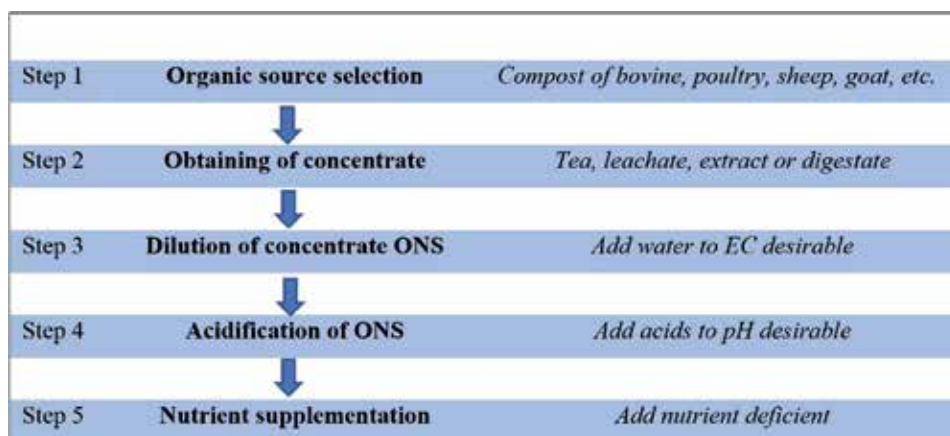 Step 1 Organic source selection Compost of bovine, poultry, sheep, goat, etc.
Step 2 Obtaining of concentrate Tea, leachate, extract or digestate
Step 3 Dilution of concentrate ONS Add water to EC desirable
Step 4 Acidification of ONS Add acids to pH desirable
Step 5 Nutrient supplementation Add nutrient deficient